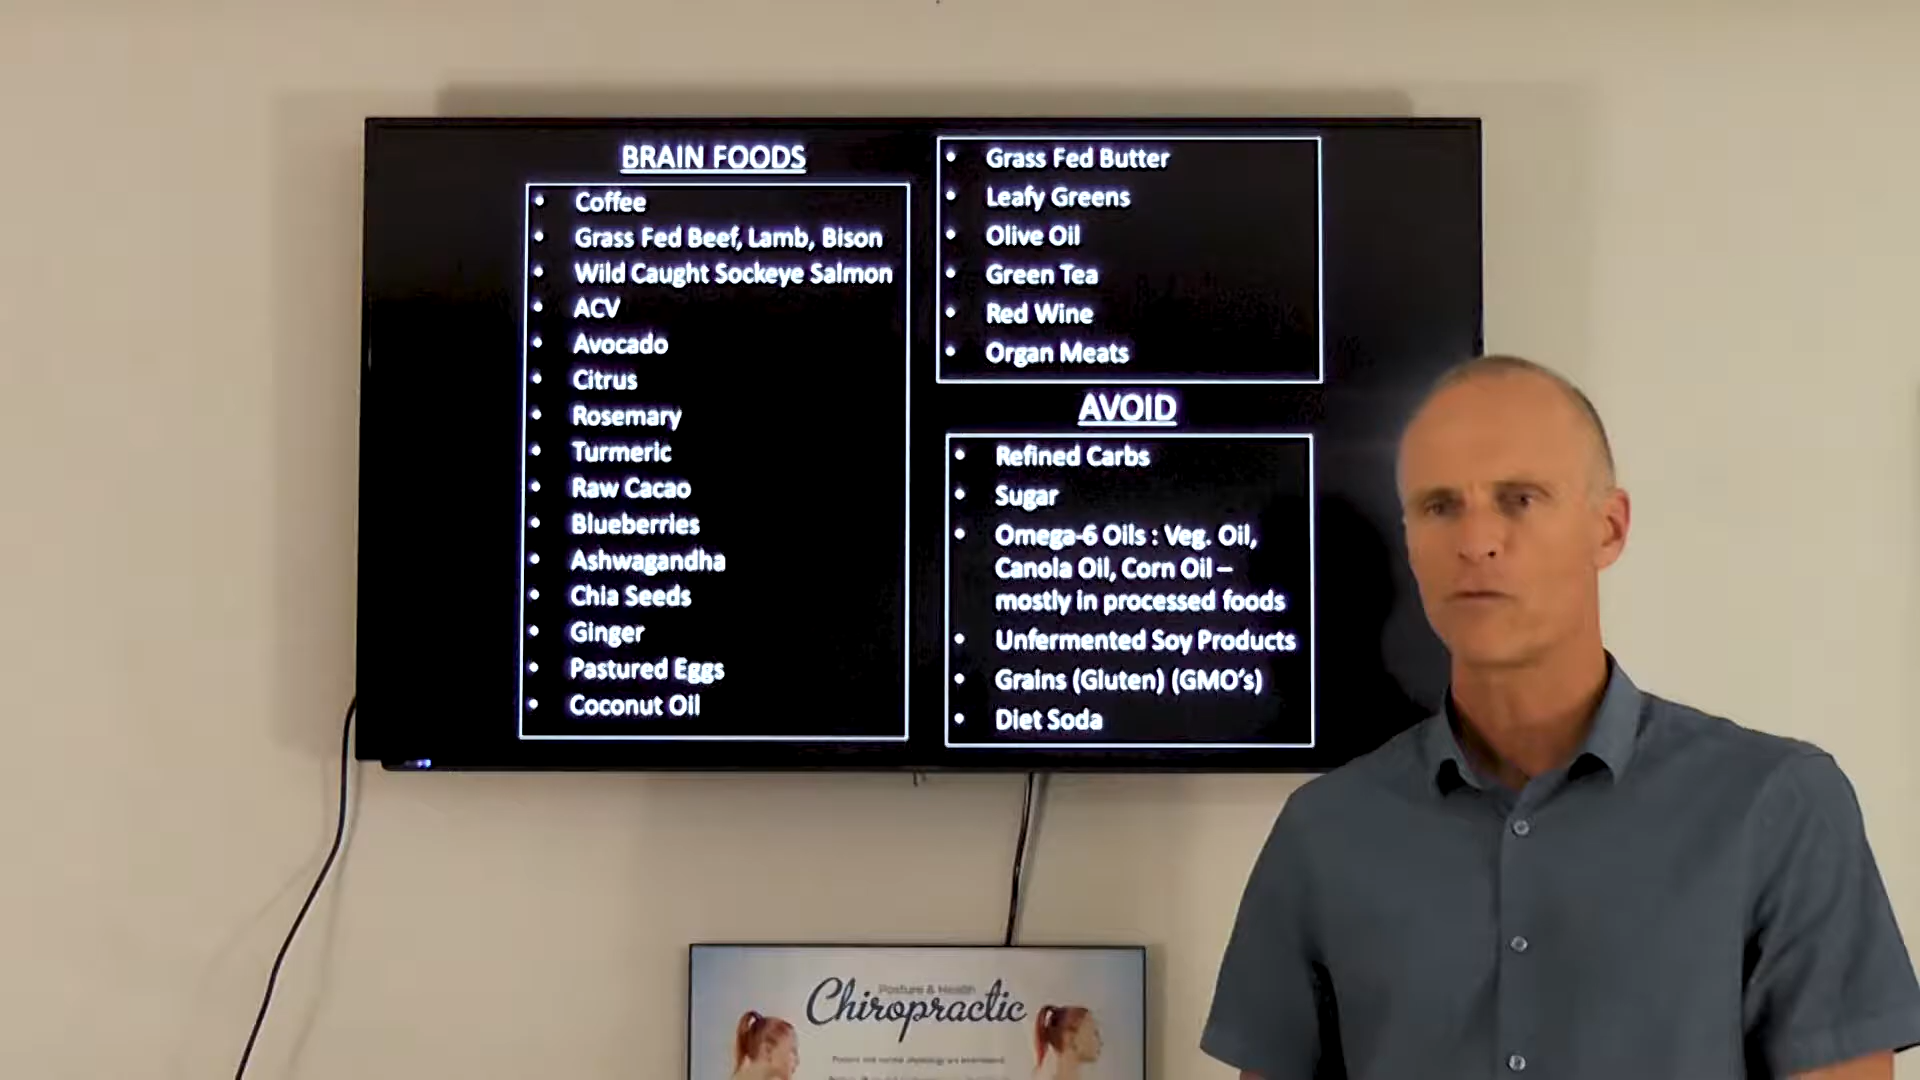 BRAIN FOODS
• Coffee
• Grass Fed Beef, Lamb, Bison
• Wild Caught Sockeye Salmon
• ACV
• Avocado
• Citrus
• Rosemary
• Turmeric
• Raw Cacao
• Blueberries
• Ashwagandha
• Chia Seeds
• Ginger
• Pastured Eggs
• Coconut Oil
• Grass Fed Butter
• Leafy Greens
• Olive Oil
• Green Tea
• Red Wine
• Organ Meats
AVOID
• Refined Carbs
• Sugar
• Omega-6 Oils : Veg. Oil,
Canola Oil, Corn Oil –
mostly in processed foods
• Unfermented Soy Products
• Grains (Gluten) (GMO’s)
• Diet Soda
Posture & Health
Chiropractic